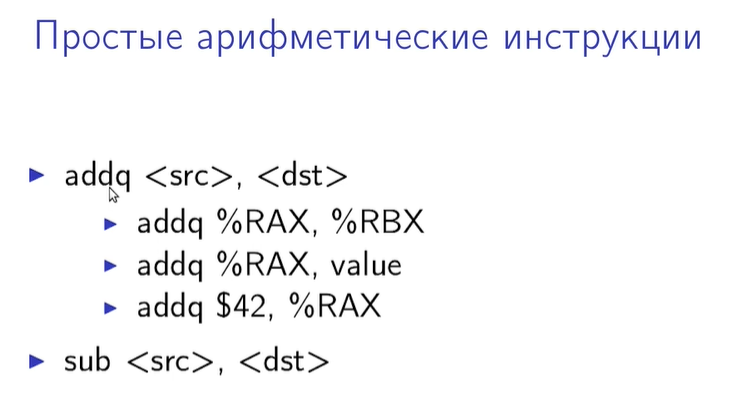 Простые арифметические инструкции
addq <src>, <dst>
addq %RAX, %RBX
addq %RAX, value
addq $42, %RAX
sub <src>, <dst>